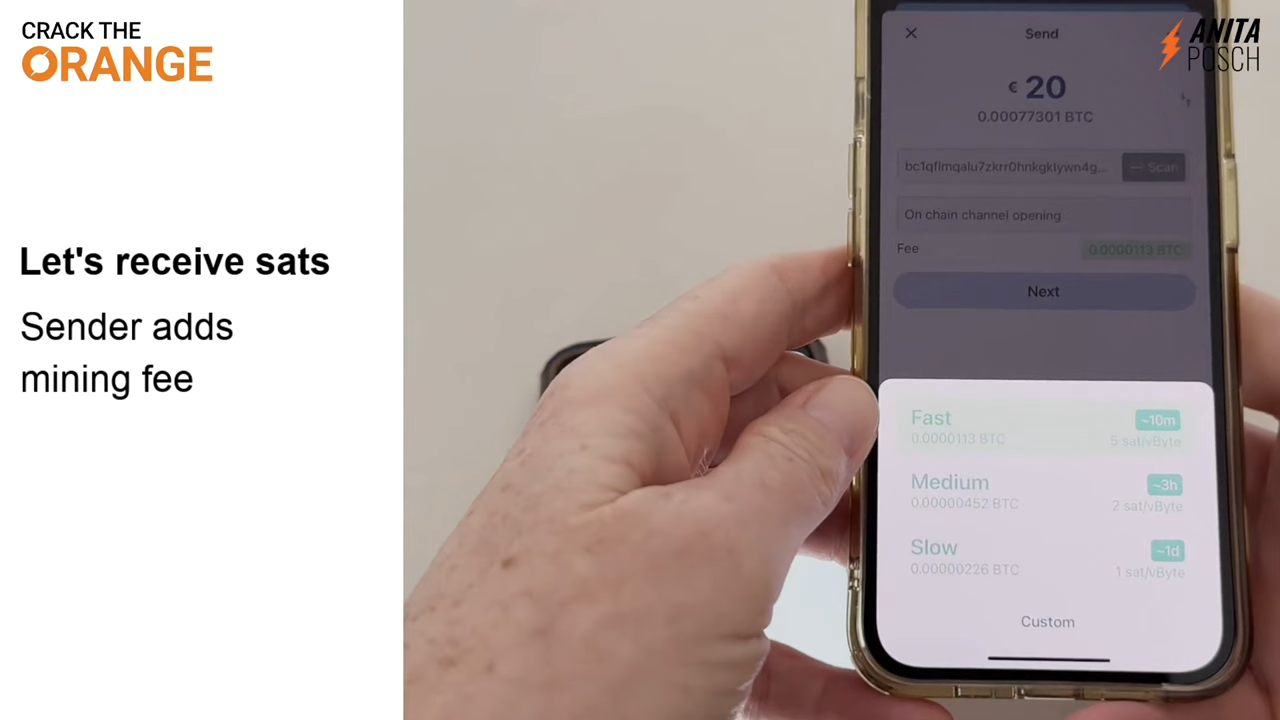 CRACK THE
ORANGE
ANITA
POSCH
Let's receive sats
Sender adds
mining fee
Send
€ 20
0.00077301 BTC
bc1qflmqalu7zkrr0hnkgklywn4g...
Scan
On chain channel opening
Fee
0.0000113 BTC
Next
Fast
~10m
0.0000113 BTC
5 sat/vByte
Medium
~3h
0.00000452 BTC
2 sat/vByte
Slow
~1d
0.00000226 BTC
1 sat/vByte
Custom